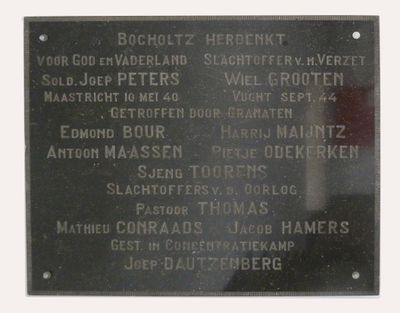 BOCHOLTZ HERDENKT
VOOR GOD EN VADERLAND SLACHTOFFER V. H. VERZET
SOLD. JOEP PETERS WIEL GROOTEN
MAASTRICHT 10 MEI 40 VUGHT SEPT. 44
GETROFFEN DOOR GRANATEN
EDMOND BOUR HARRIJ MAIJNTZ
ANTOON MAASSEN PIETJE ODEKERKEN
SJENG TOORENS
SLACHTOFFERS V. D. OORLOG
PASTOOR THOMAS
MATHIEU CONRAADS JACOB HAMERS
GEST. IN CONCENTRATIEKAMP
JOEP DAUTZENBERG